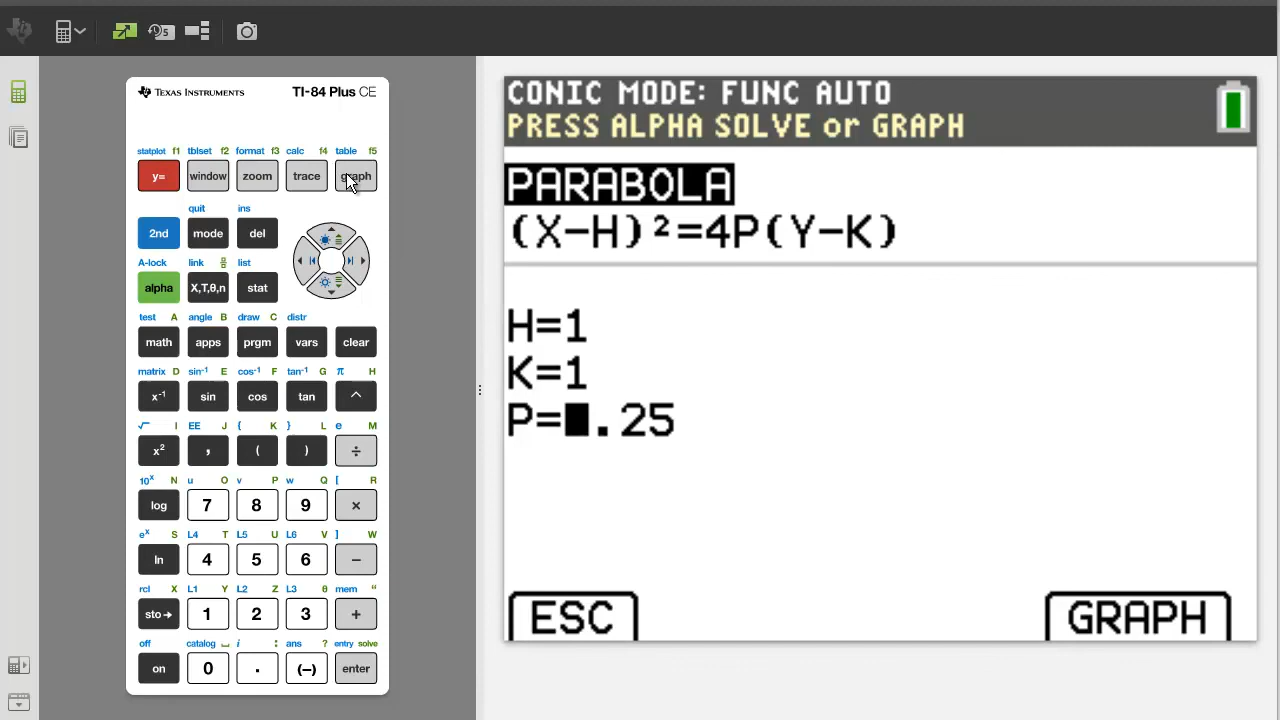 5
TEXAS INSTRUMENTS TI-84 Plus CE
statplot f1 tblset f2 format f3 calc f4 table f5
y= window zoom trace graph
quit ins
2nd mode del
A-lock link list
alpha X,T,θ,n stat
test A angle B draw C distr
math apps prgm vars clear
matrix D sin⁻¹ E cos⁻¹ F tan⁻¹ G π H
x⁻¹ sin cos tan ^
√ I EE J { K } L e M
x² , ( ) ÷
10ˣ N u O v P w Q [ R
log 7 8 9 ×
eˣ S L4 T L5 U L6 V ] W
ln 4 5 6 −
rcl X L1 Y L2 Z L3 θ mem “
sto→ 1 2 3 +
off catalog ⎵ i : ans ? entry solve
on 0 . (−) enter
CONIC MODE: FUNC AUTO
PRESS ALPHA SOLVE or GRAPH
PARABOLA
(X−H)²=4P(Y−K)
H=1
K=1
P= .25
ESC GRAPH